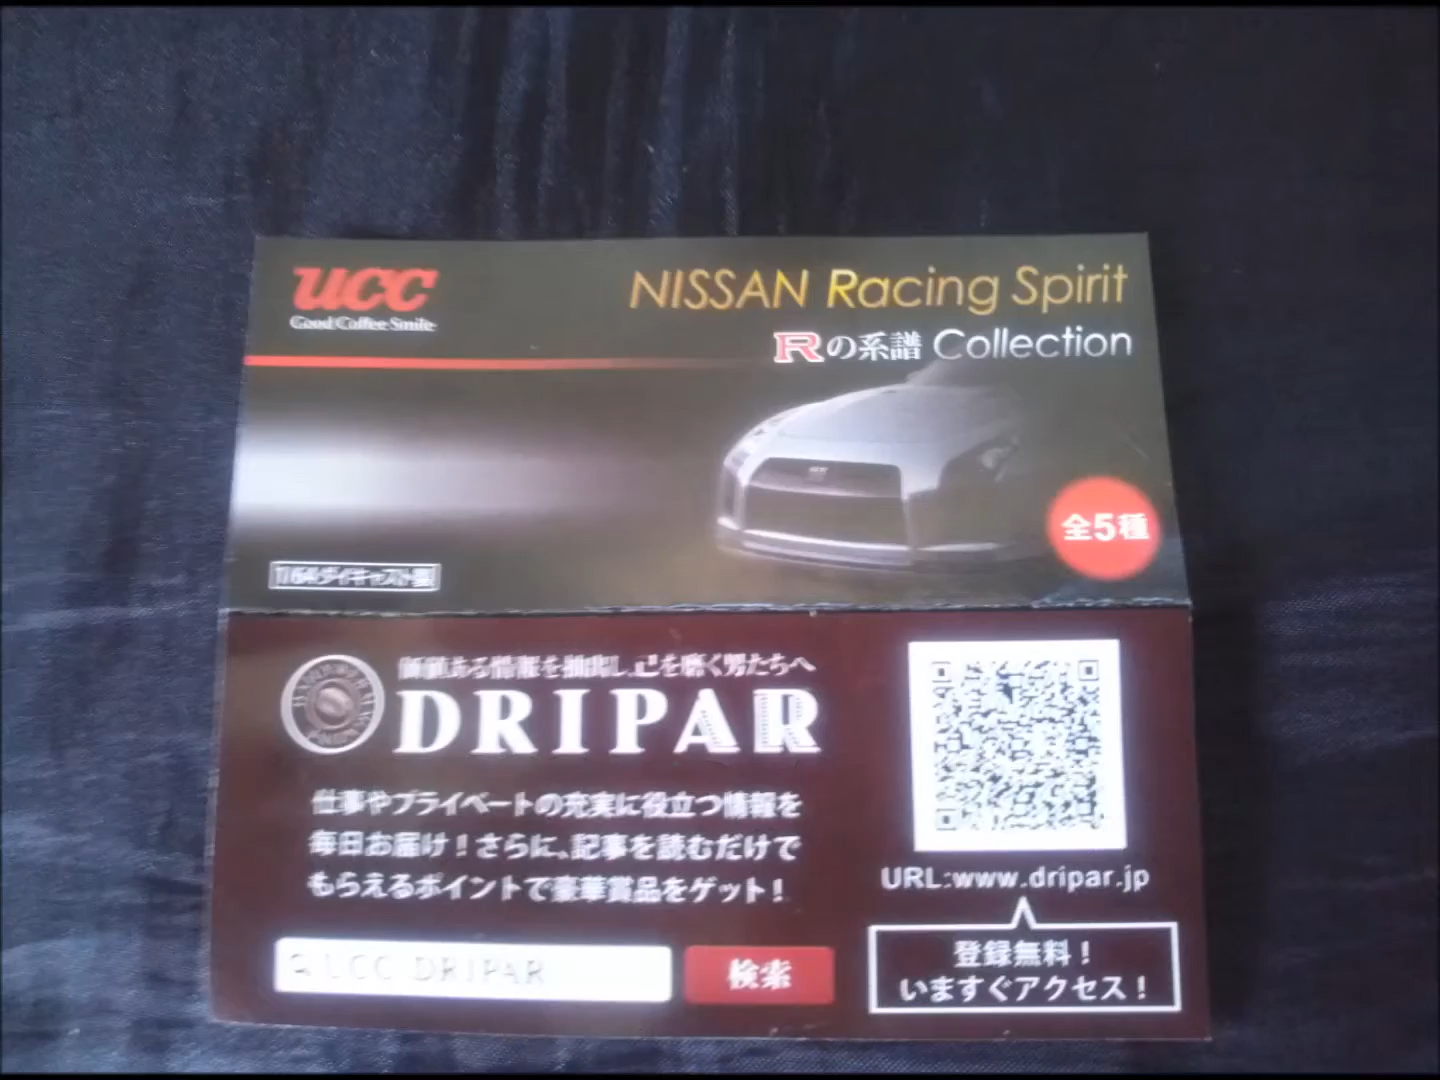 UCC
Good Coffee Smile
NISSAN Racing Spirit
Rの系譜 Collection
全5種
1/64ダイキャスト製
価値ある情報を抽出し、己を磨く男たちへ
DRIPAR
仕事やプライベートの充実に役立つ情報を
毎日お届け！さらに、記事を読むだけで
もらえるポイントで豪華賞品をゲット！
UCC DRIPAR
検索
URL:www.dripar.jp
登録無料！
いますぐアクセス！